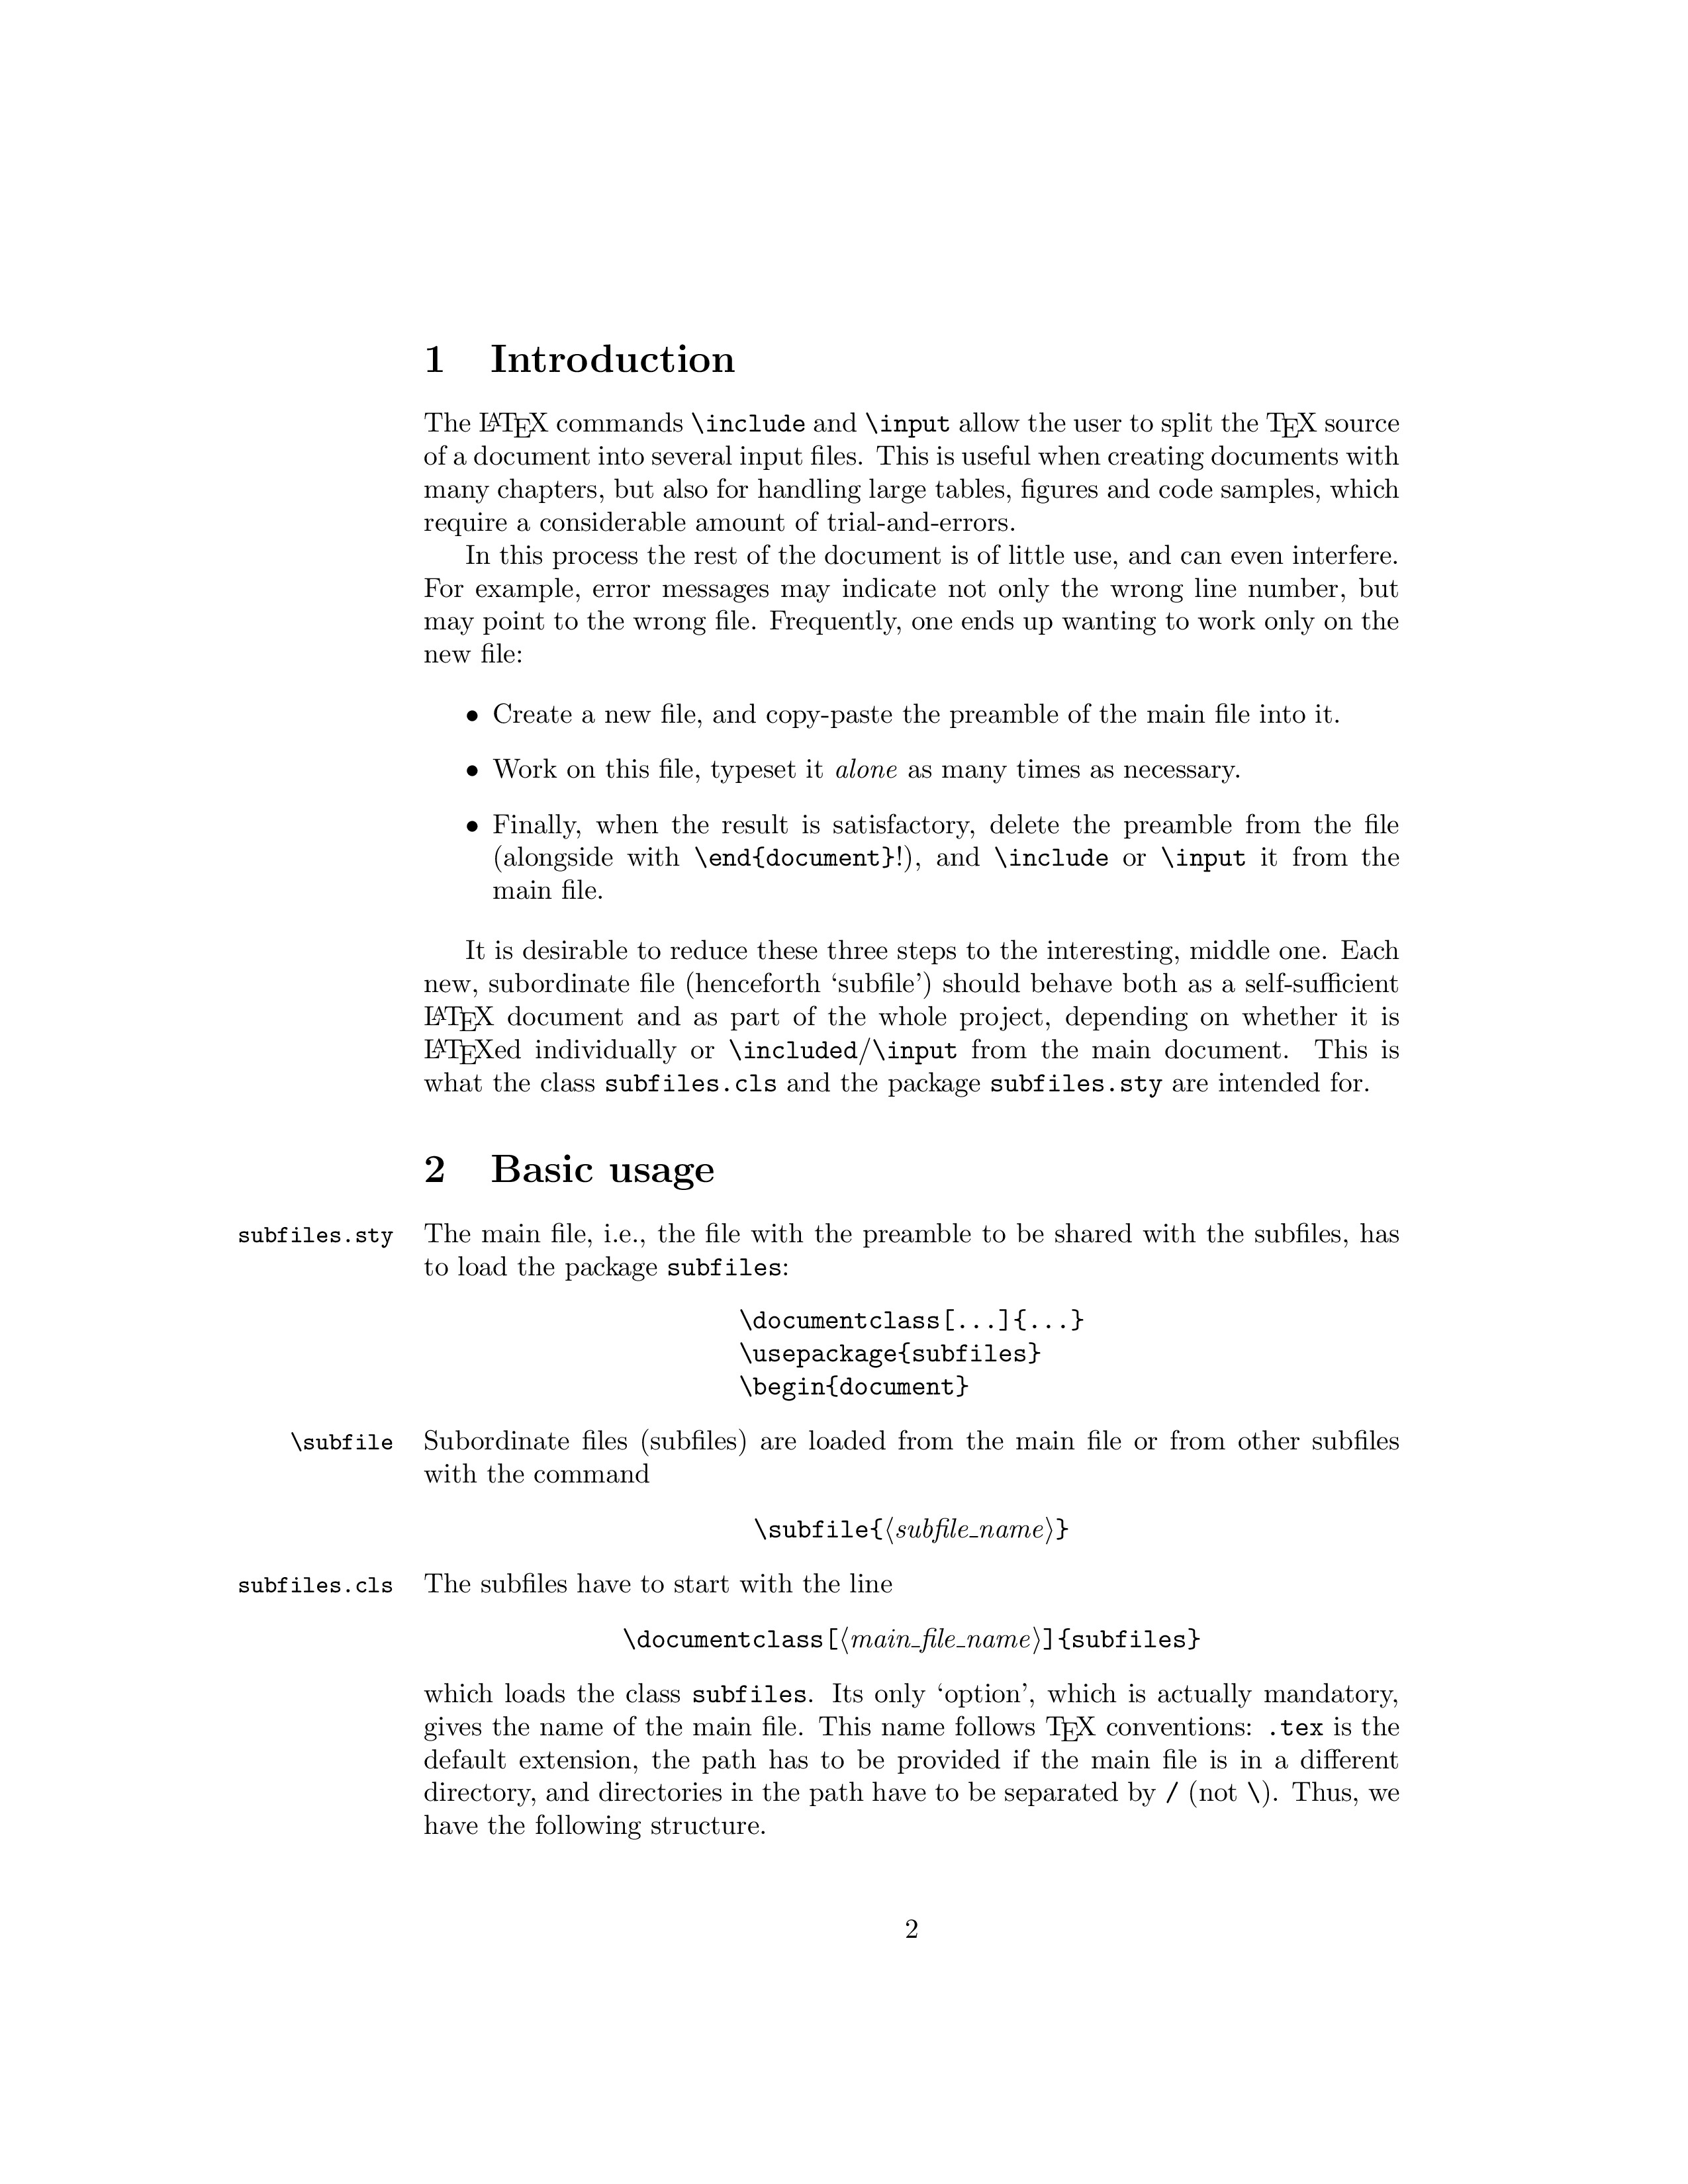 1 Introduction
The LATEX commands \include and \input allow the user to split the TEX source
of a document into several input files. This is useful when creating documents with
many chapters, but also for handling large tables, figures and code samples, which
require a considerable amount of trial-and-errors.
In this process the rest of the document is of little use, and can even interfere.
For example, error messages may indicate not only the wrong line number, but
may point to the wrong file. Frequently, one ends up wanting to work only on the
new file:
• Create a new file, and copy-paste the preamble of the main file into it.
• Work on this file, typeset it alone as many times as necessary.
• Finally, when the result is satisfactory, delete the preamble from the file
(alongside with \end{document}!), and \include or \input it from the
main file.
It is desirable to reduce these three steps to the interesting, middle one. Each
new, subordinate file (henceforth ‘subfile’) should behave both as a self-sufficient
LATEX document and as part of the whole project, depending on whether it is
LATEXed individually or \included/\input from the main document. This is
what the class subfiles.cls and the package subfiles.sty are intended for.
2 Basic usage
subfiles.sty The main file, i.e., the file with the preamble to be shared with the subfiles, has
to load the package subfiles:
\documentclass[...]{...}
\usepackage{subfiles}
\begin{document}
\subfile Subordinate files (subfiles) are loaded from the main file or from other subfiles
with the command
\subfile{⟨subfile_name⟩}
subfiles.cls The subfiles have to start with the line
\documentclass[⟨main_file_name⟩]{subfiles}
which loads the class subfiles. Its only ‘option’, which is actually mandatory,
gives the name of the main file. This name follows TEX conventions: .tex is the
default extension, the path has to be provided if the main file is in a different
directory, and directories in the path have to be separated by / (not \). Thus, we
have the following structure.
2